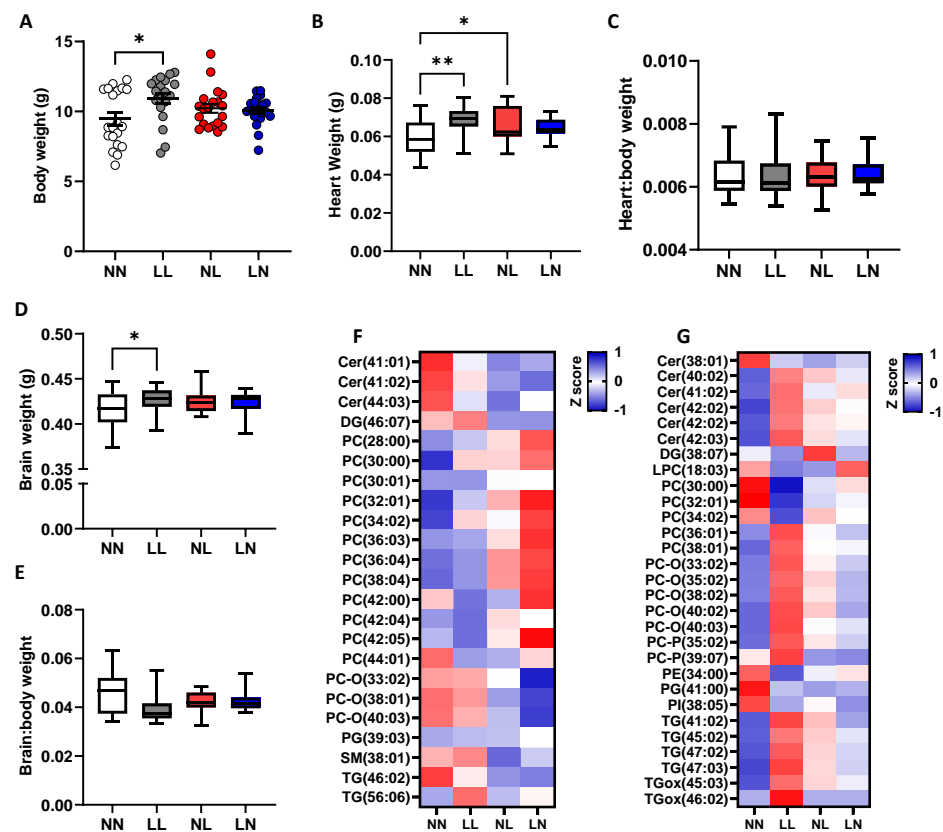 A
Body weight (g)
15
10
5
0
*
NN LL NL LN
B
Heart Weight (g)
0.10
0.08
0.06
0.04
0.02
0.00
*
**
NN LL NL LN
C
Heart:body weight
0.010
0.008
0.006
0.004
NN LL NL LN
D
Brain weight (g)
0.50
0.45
0.40
0.35
0.05
0.00
*
NN LL NL LN
E
Brain:body weight
0.08
0.06
0.04
0.02
0.00
NN LL NL LN
F
Cer(41:01)
Cer(41:02)
Cer(44:03)
DG(46:07)
PC(28:00)
PC(30:00)
PC(30:01)
PC(32:01)
PC(34:02)
PC(36:03)
PC(36:04)
PC(38:04)
PC(42:00)
PC(42:04)
PC(42:05)
PC(44:01)
PC-O(33:02)
PC-O(38:01)
PC-O(40:03)
PG(39:03)
SM(38:01)
TG(46:02)
TG(56:06)
NN LL NL LN
Z score
1
0
-1
G
Cer(38:01)
Cer(40:02)
Cer(41:02)
Cer(42:02)
Cer(42:02)
Cer(42:03)
DG(38:07)
LPC(18:03)
PC(30:00)
PC(32:01)
PC(34:02)
PC(36:01)
PC(38:01)
PC-O(33:02)
PC-O(35:02)
PC-O(38:02)
PC-O(40:02)
PC-O(40:03)
PC-P(35:02)
PC-P(39:07)
PE(34:00)
PG(41:00)
PI(38:05)
TG(41:02)
TG(45:02)
TG(47:02)
TG(47:03)
TGox(45:03)
TGox(46:02)
NN LL NL LN
Z score
1
0
-1